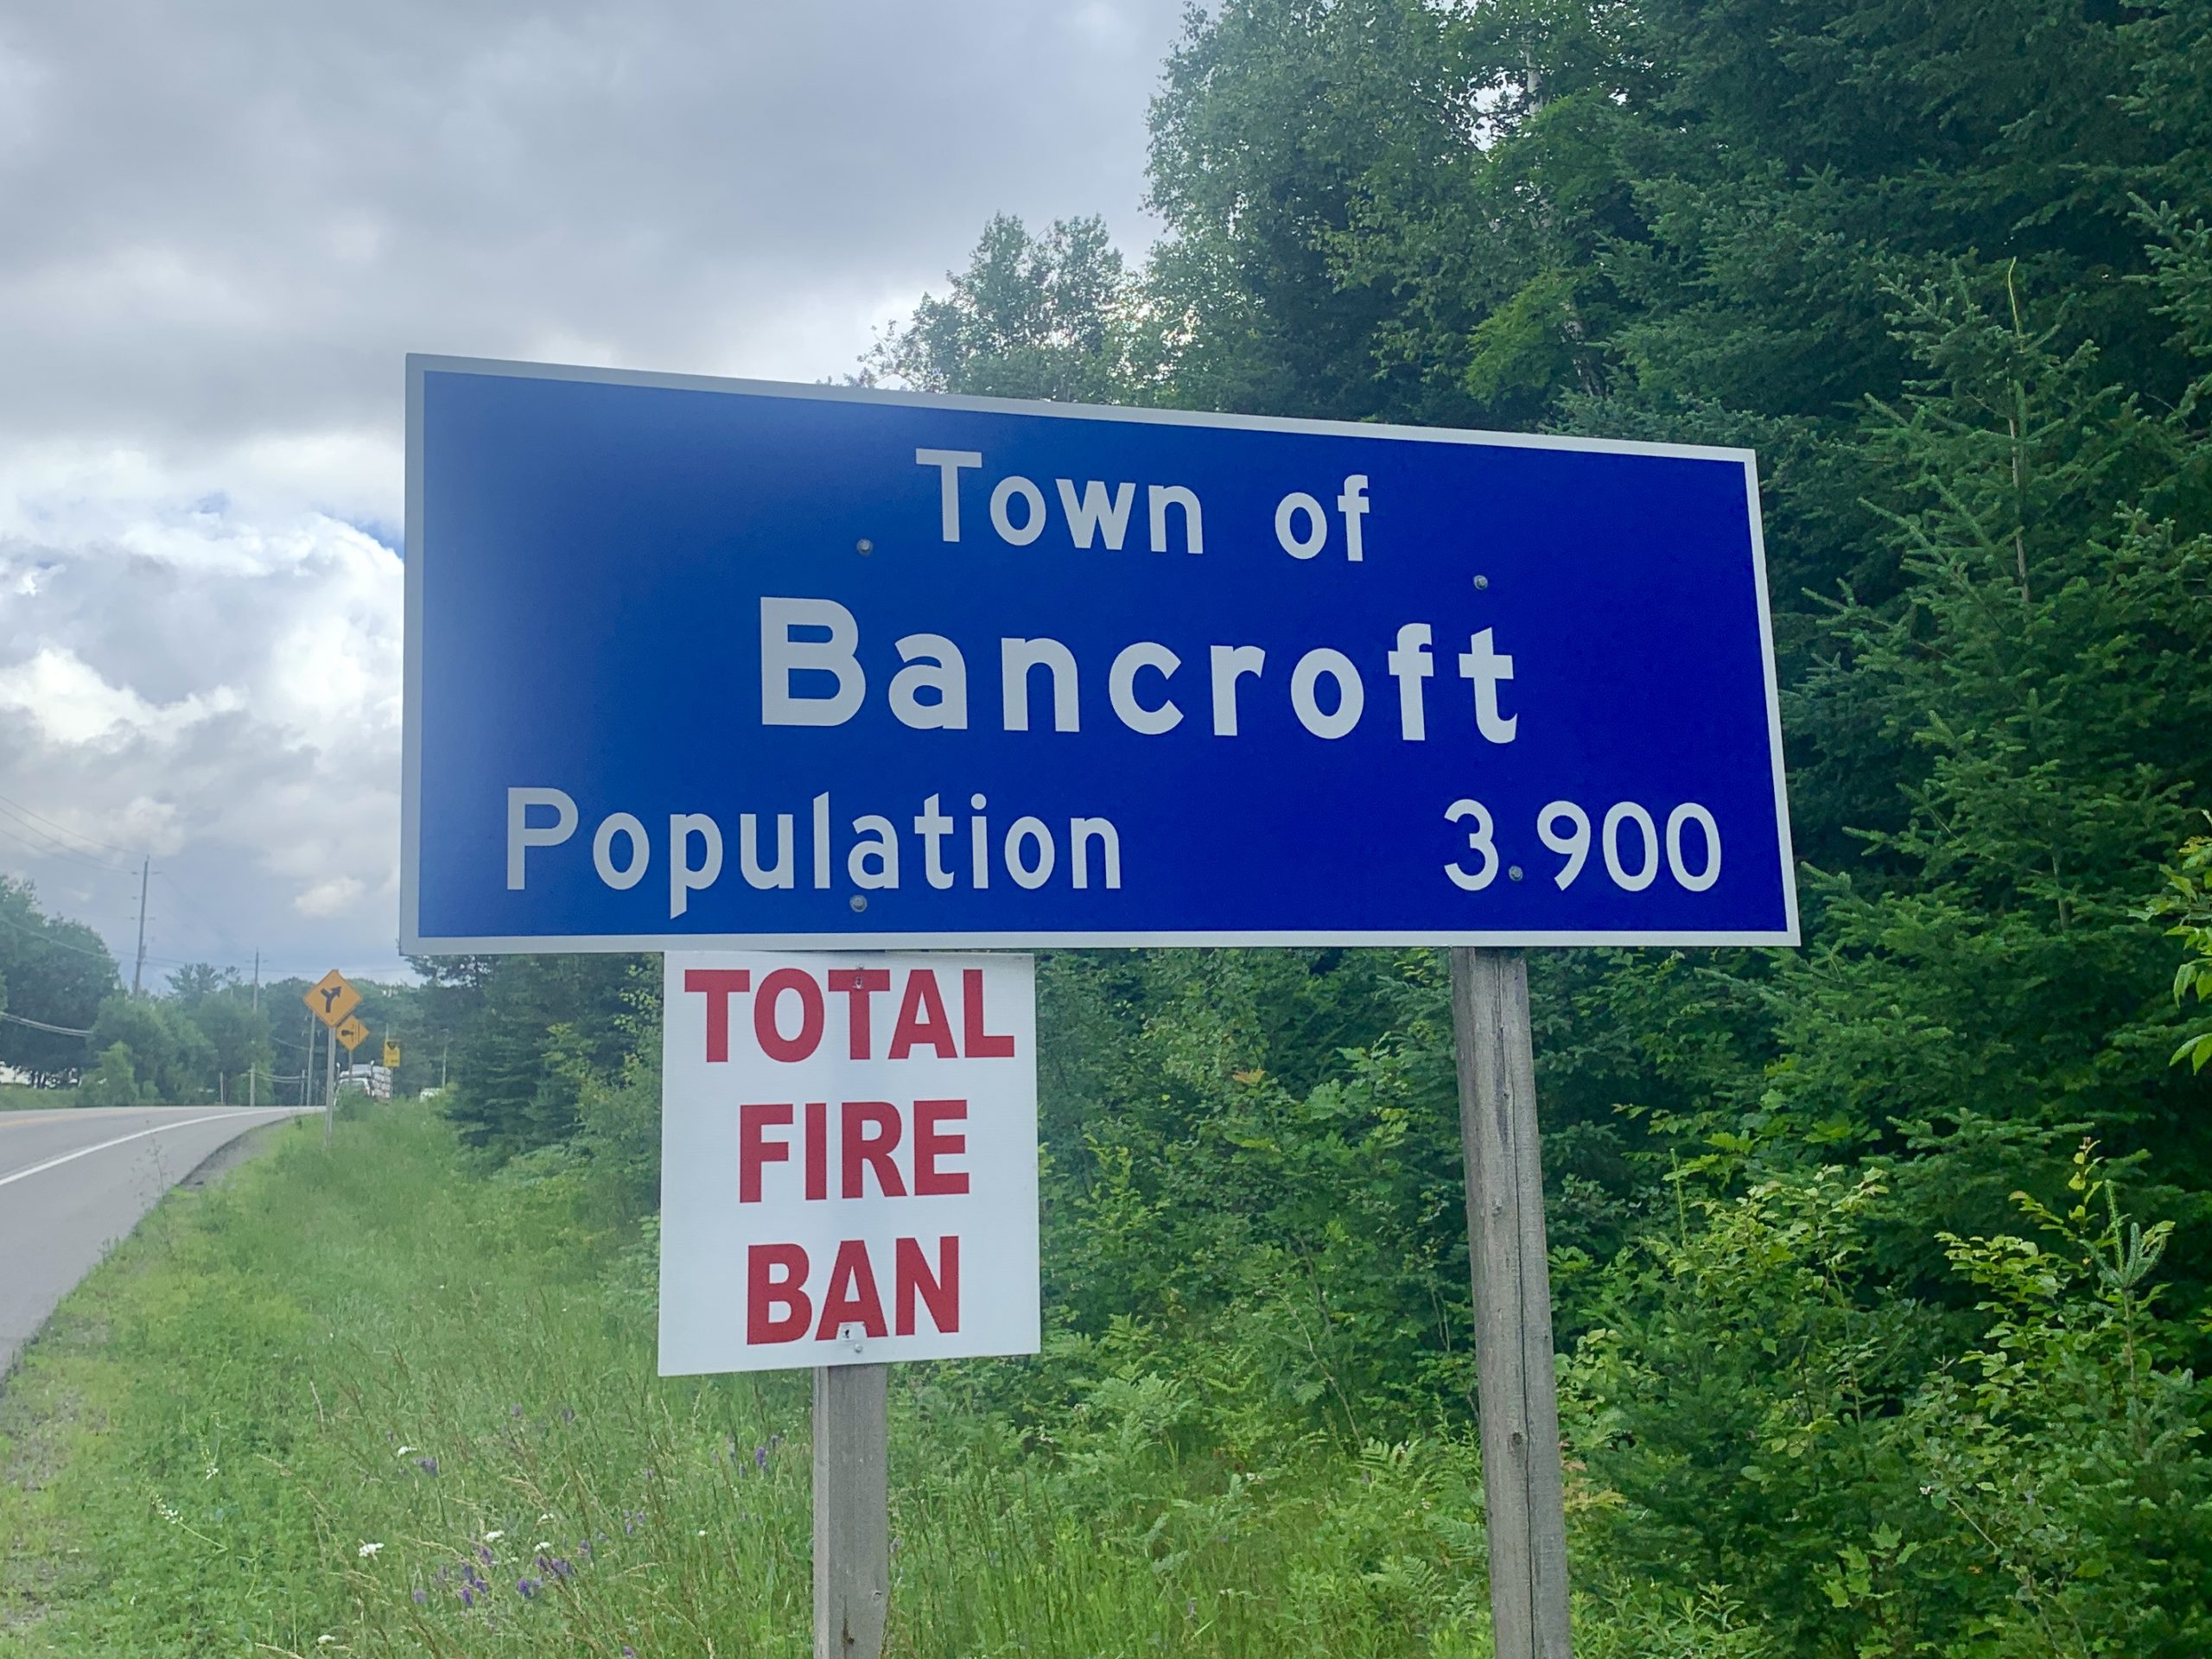 Town of
Bancroft
Population 3 900
TOTAL
FIRE
BAN